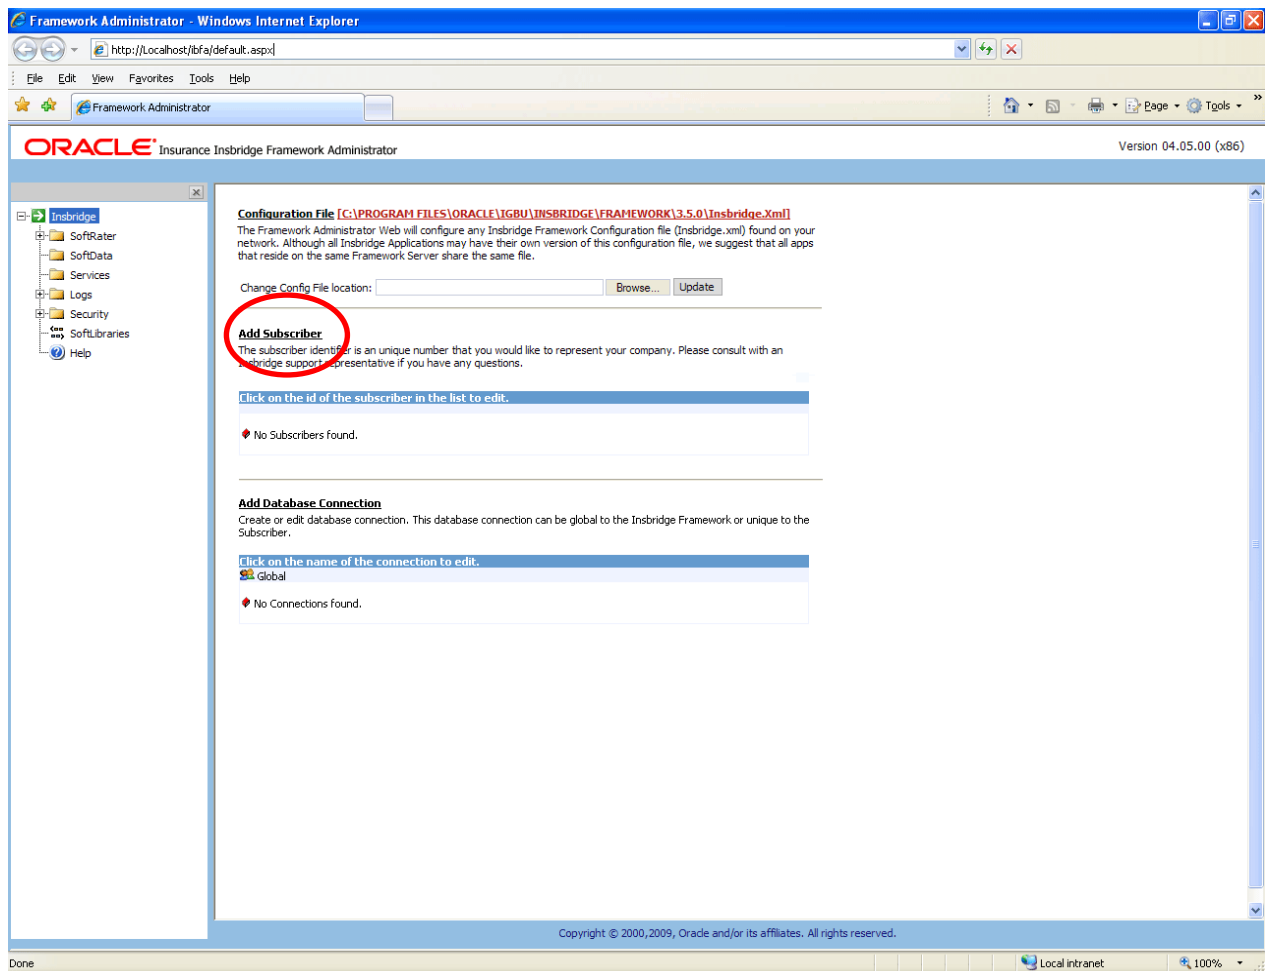 Framework Administrator - Windows Internet Explorer
http://Localhost/ibfa/default.aspx
File Edit View Favorites Tools Help
Framework Administrator
Page Tools
ORACLE Insurance Insbridge Framework Administrator
Version 04.05.00 (x86)
Insbridge
SoftRater
SoftData
Services
Logs
Security
SoftLibraries
Help
Configuration File [C:\PROGRAM FILES\ORACLE\IGBU\INSBRIDGE\FRAMEWORK\3.5.0\Insbridge.Xml]
The Framework Administrator Web will configure any Insbridge Framework Configuration file (Insbridge.xml) found on your
network. Although all Insbridge Applications may have their own version of this configuration file, we suggest that all apps
that reside on the same Framework Server share the same file.
Change Config File location: Browse... Update
Add Subscriber
The subscriber identifier is an unique number that you would like to represent your company. Please consult with an
Insbridge support representative if you have any questions.
Click on the id of the subscriber in the list to edit.
No Subscribers found.
Add Database Connection
Create or edit database connection. This database connection can be global to the Insbridge Framework or unique to the
Subscriber.
Click on the name of the connection to edit.
Global
No Connections found.
Copyright © 2000,2009, Oracle and/or its affiliates. All rights reserved.
Done
Local intranet
100%